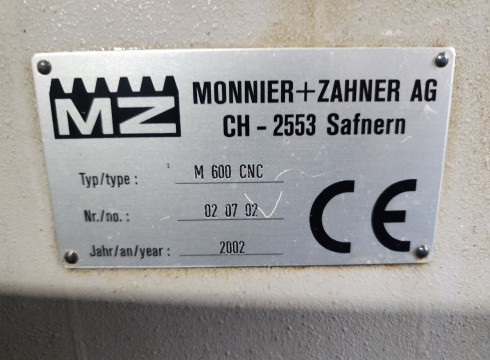 MZ
MONNIER+ZAHNER AG
CH - 2553 Safnern
Typ/type : M 600 CNC
Nr./no.: 02 07 02
Jahr/an/year : 2002
CE